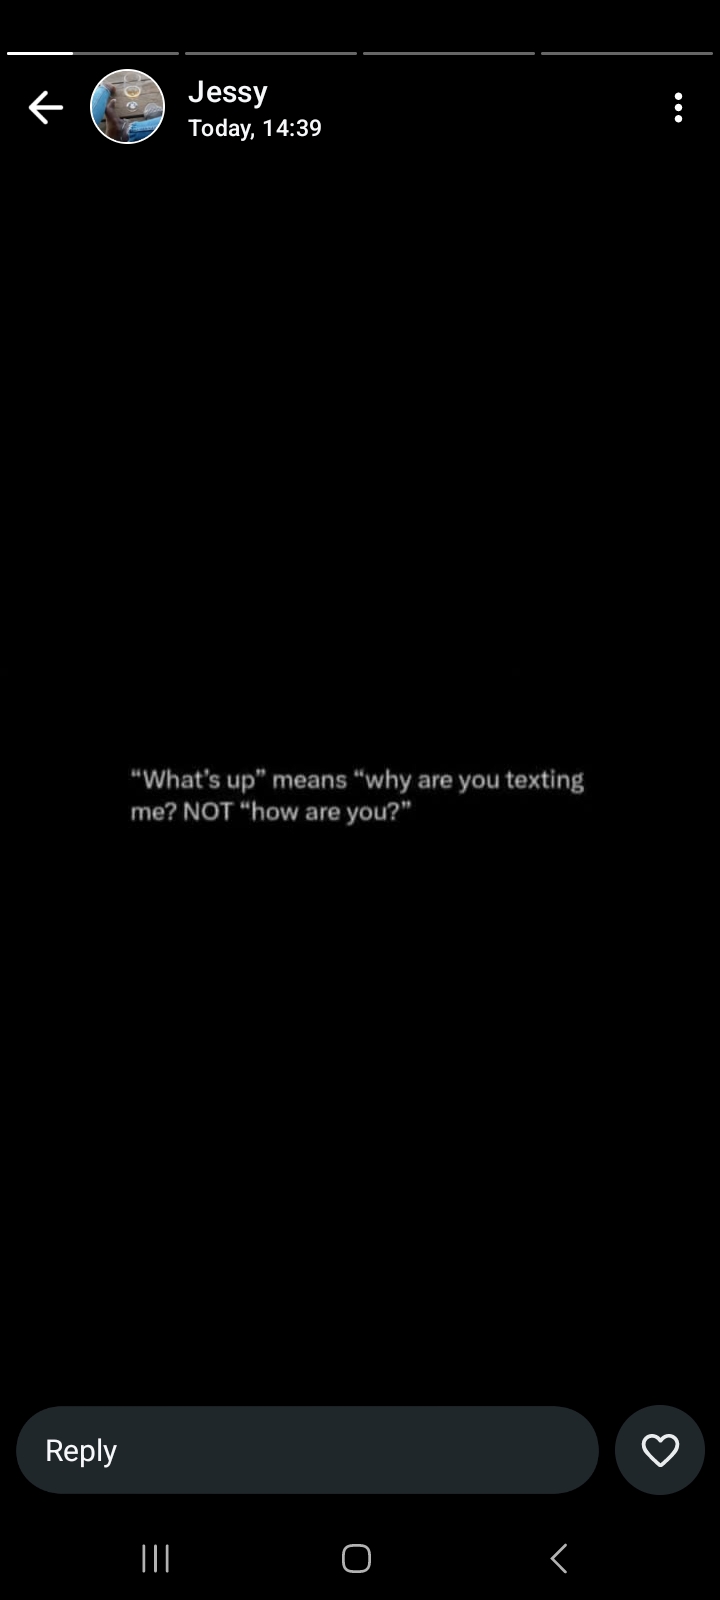 Jessy
Today, 14:39
“What’s up” means “why are you texting
me? NOT “how are you?”
Reply